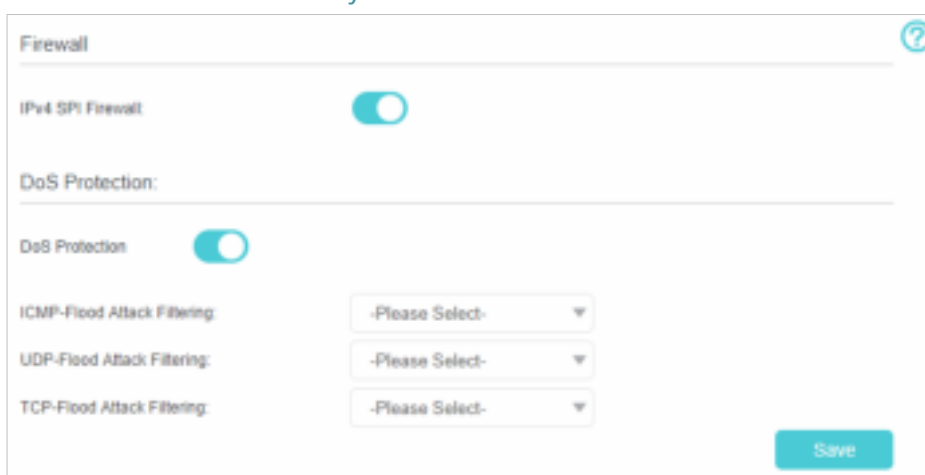 Firewall
IPv4 SPI Firewall:
DoS Protection:
DoS Protection
ICMP-Flood Attack Filtering: -Please Select-
UDP-Flood Attack Filtering: -Please Select-
TCP-Flood Attack Filtering: -Please Select-
Save